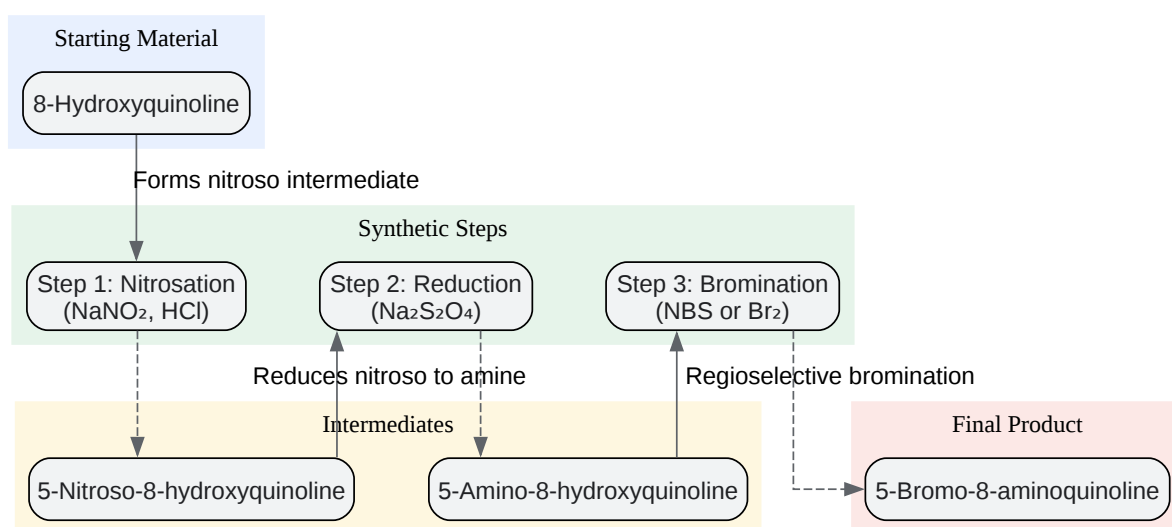 Starting Material
8-Hydroxyquinoline
Forms nitroso intermediate
Synthetic Steps
Step 1: Nitrosation
(NaNO₂, HCl)
Step 2: Reduction
(Na₂S₂O₄)
Step 3: Bromination
(NBS or Br₂)
Reduces nitroso to amine
Regioselective bromination
Intermediates
5-Nitroso-8-hydroxyquinoline
5-Amino-8-hydroxyquinoline
Final Product
5-Bromo-8-aminoquinoline